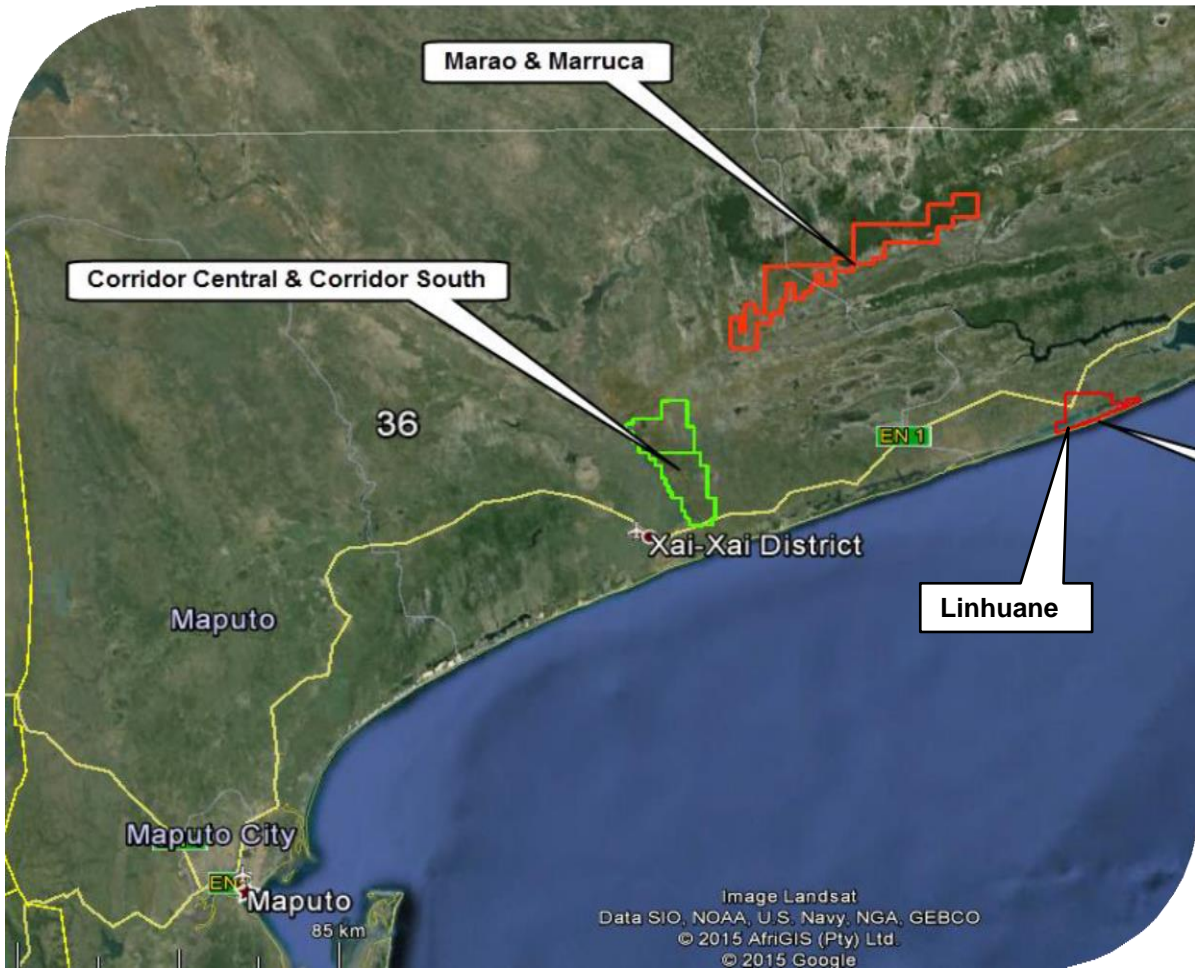 Marao & Marruca
Corridor Central & Corridor South
36
EN 1
Xai-Xai District
Linhuane
Maputo
Maputo City
EN
Maputo
85 km
Image Landsat
Data SIO, NOAA, U.S. Navy, NGA, GEBCO
© 2015 AfriGIS (Pty) Ltd.
© 2015 Google